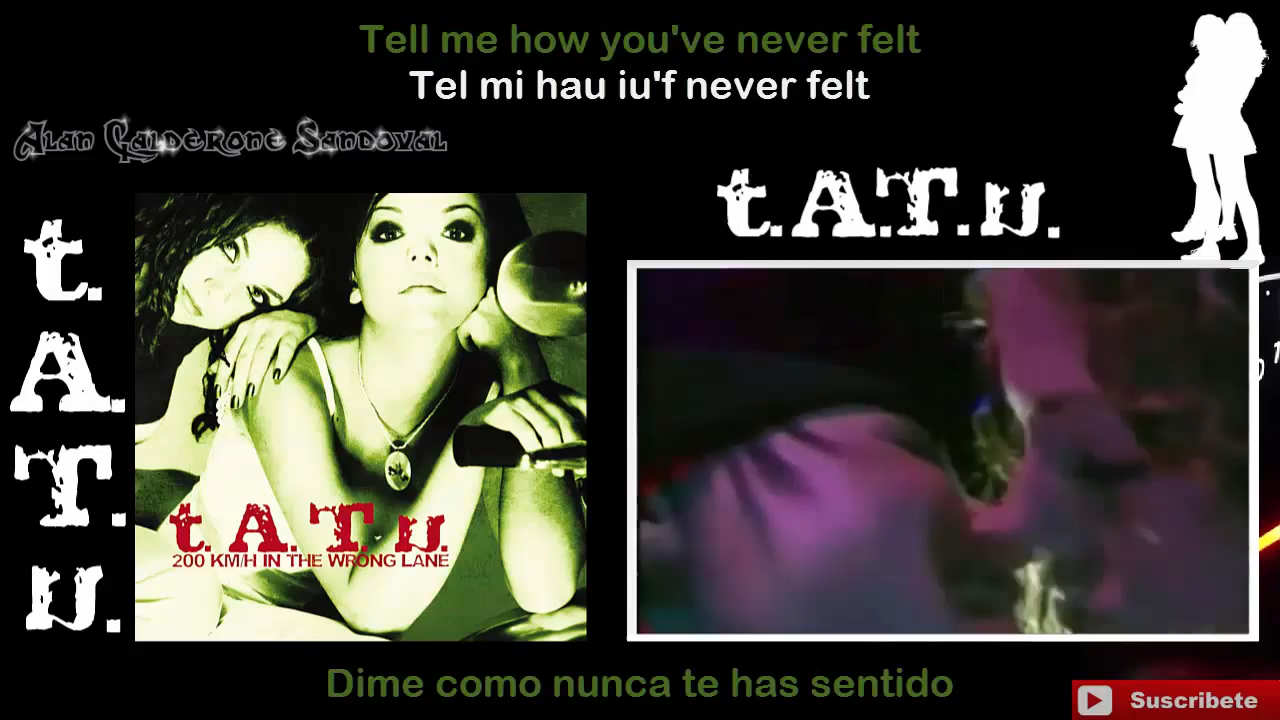 Tell me how you've never felt
Tel mi hau iu'f never felt
Alan Calderone Sandoval
t.A.T.u.
t.A.T.u.
t.A.T.u.
200 KM/H IN THE WRONG LANE
Dime como nunca te has sentido
Suscribete